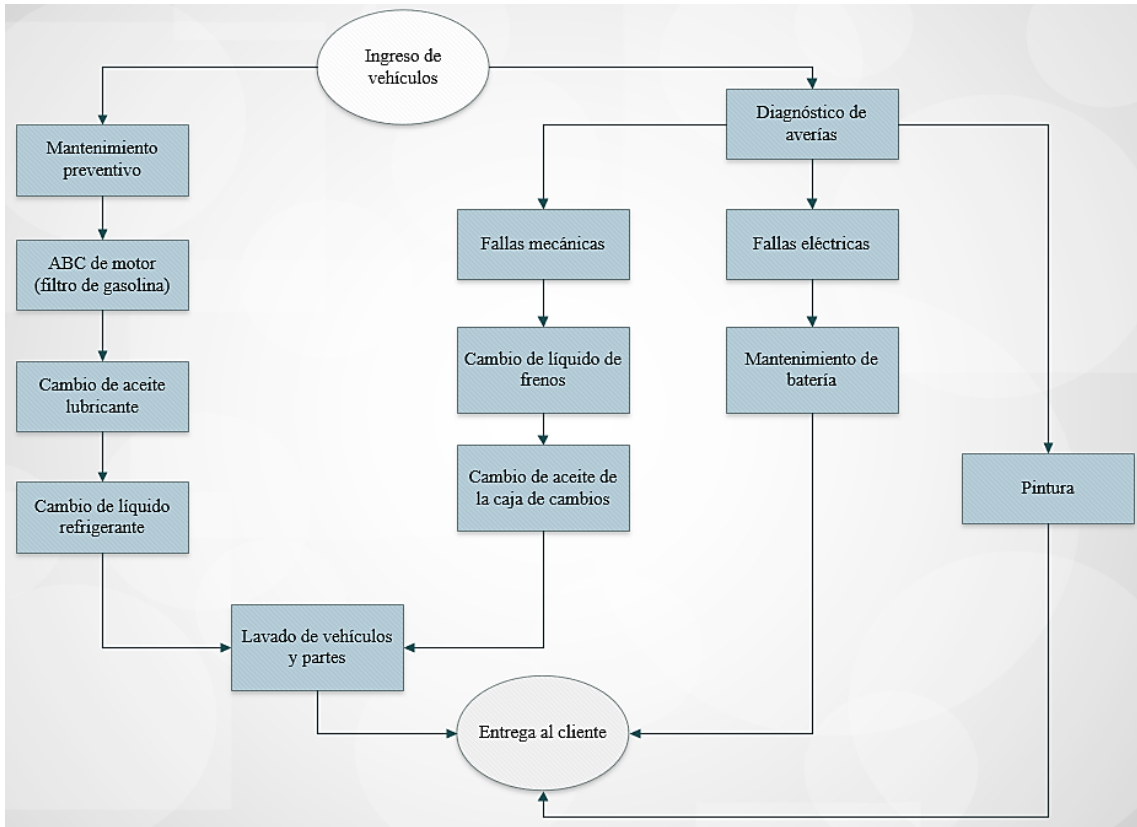 Ingreso de
vehículos
Diagnóstico de
averías
Mantenimiento
preventivo
Fallas mecánicas
Fallas eléctricas
ABC de motor
(filtro de gasolina)
Cambio de líquido de
frenos
Mantenimiento de
batería
Cambio de aceite
lubricante
Cambio de aceite de
la caja de cambios
Pintura
Cambio de líquido
refrigerante
Lavado de vehículos
y partes
Entrega al cliente